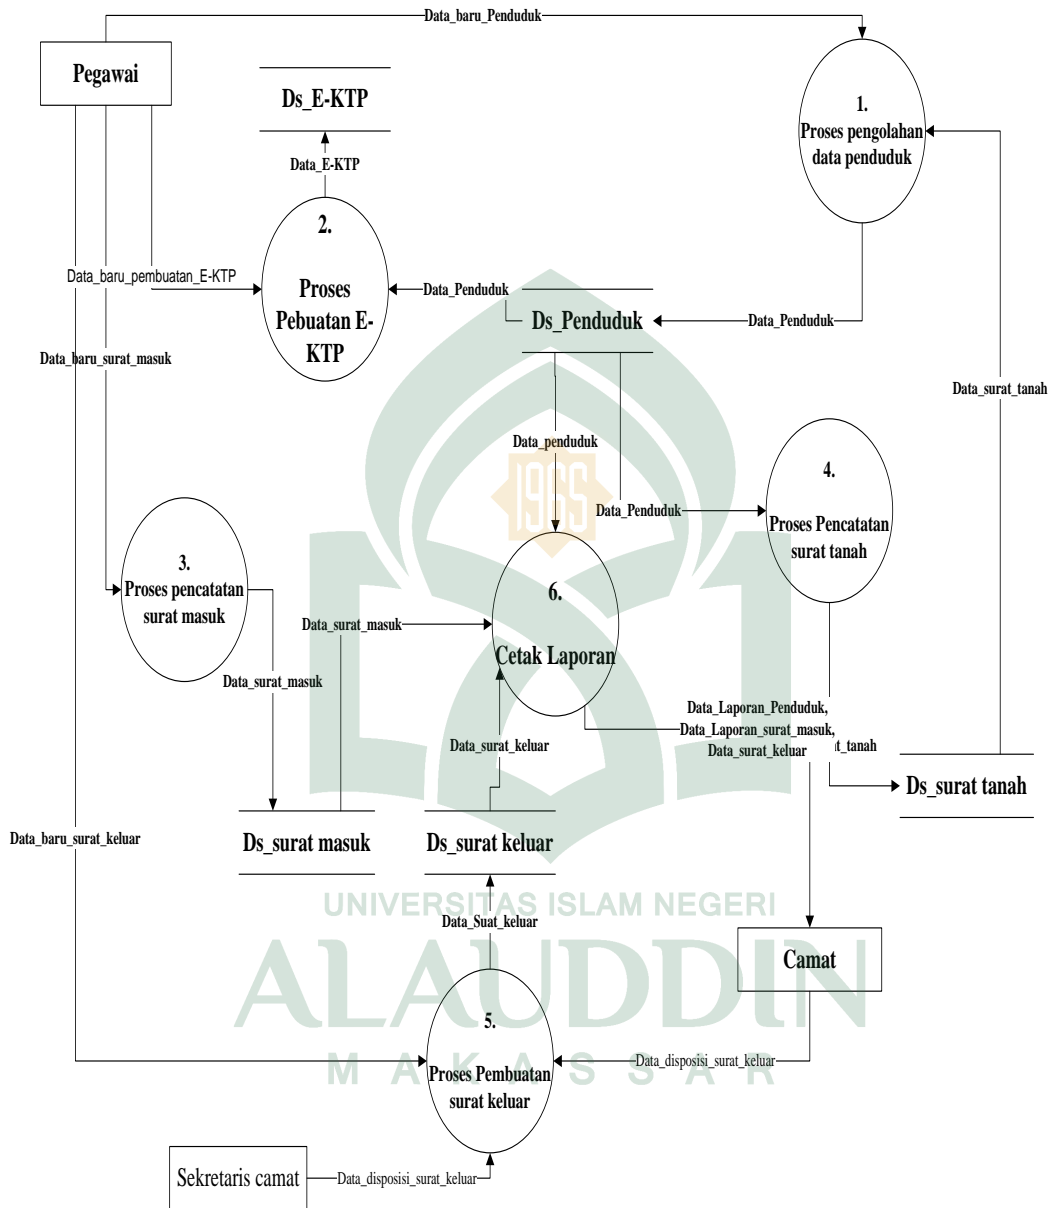 Data_baru_Penduduk
Pegawai
Ds_E-KTP
1.
Proses pengolahan
data penduduk
Data_E-KTP
2.
Proses
Pebuatan E-
KTP
Data_baru_pembuatan_E-KTP
Data_Penduduk
Ds_Penduduk
Data_Penduduk
Data_baru_surat_masuk
Data_surat_tanah
Data_penduduk
1965
Data_Penduduk
4.
Proses Pencatatan
surat tanah
3.
Proses pencatatan
surat masuk
6.
Cetak Laporan
Data_surat_masuk
Data_surat_masuk
Data_Laporan_Penduduk,
Data_Laporan_surat_masuk,
Data_surat_keluar
t_tanah
Data_surat_keluar
Ds_surat tanah
Data_baru_surat_keluar
Ds_surat masuk
Ds_surat keluar
UNIVERSITAS ISLAM NEGERI
Data_Suat_keluar
ALAUDDIN
Camat
5.
Proses Pembuatan
surat keluar
Data_disposisi_surat_keluar
MAKASSAR
Sekretaris camat
Data_disposisi_surat_keluar